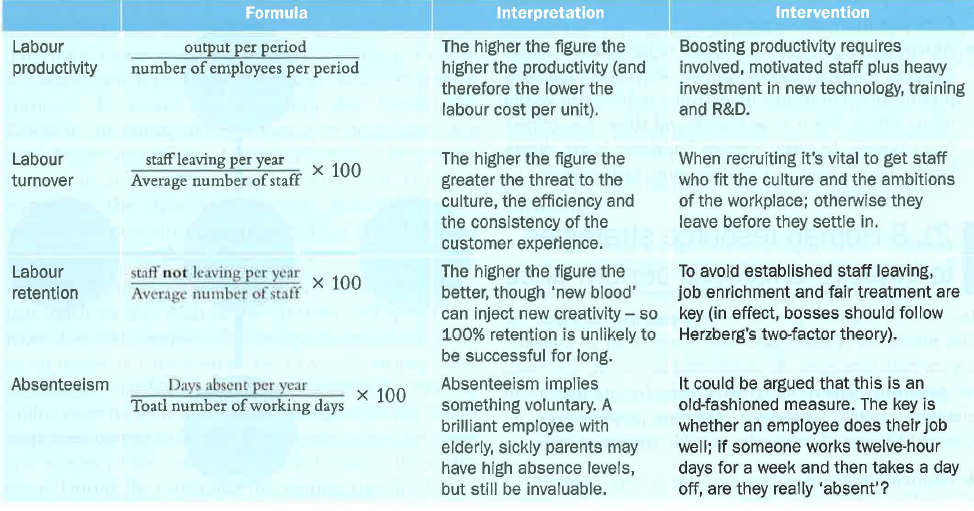 Formula Interpretation Intervention
Labour
productivity
output per period
number of employees per period
The higher the figure the
higher the productivity (and
therefore the lower the
labour cost per unit).
Boosting productivity requires
involved, motivated staff plus heavy
investment in new technology, training
and R&D.
Labour
turnover
staff leaving per year
Average number of staff
× 100
The higher the figure the
greater the threat to the
culture, the efficiency and
the consistency of the
customer experience.
When recruiting it's vital to get staff
who fit the culture and the ambitions
of the workplace; otherwise they
leave before they settle in.
Labour
retention
staff not leaving per year
Average number of staff
× 100
The higher the figure the
better, though 'new blood'
can inject new creativity – so
100% retention is unlikely to
be successful for long.
To avoid established staff leaving,
job enrichment and fair treatment are
key (in effect, bosses should follow
Herzberg's two-factor theory).
Absenteeism
Days absent per year
Toatl number of working days
× 100
Absenteeism implies
something voluntary. A
brilliant employee with
elderly, sickly parents may
have high absence levels,
but still be invaluable.
It could be argued that this is an
old-fashioned measure. The key is
whether an employee does their job
well; if someone works twelve-hour
days for a week and then takes a day
off, are they really 'absent'?